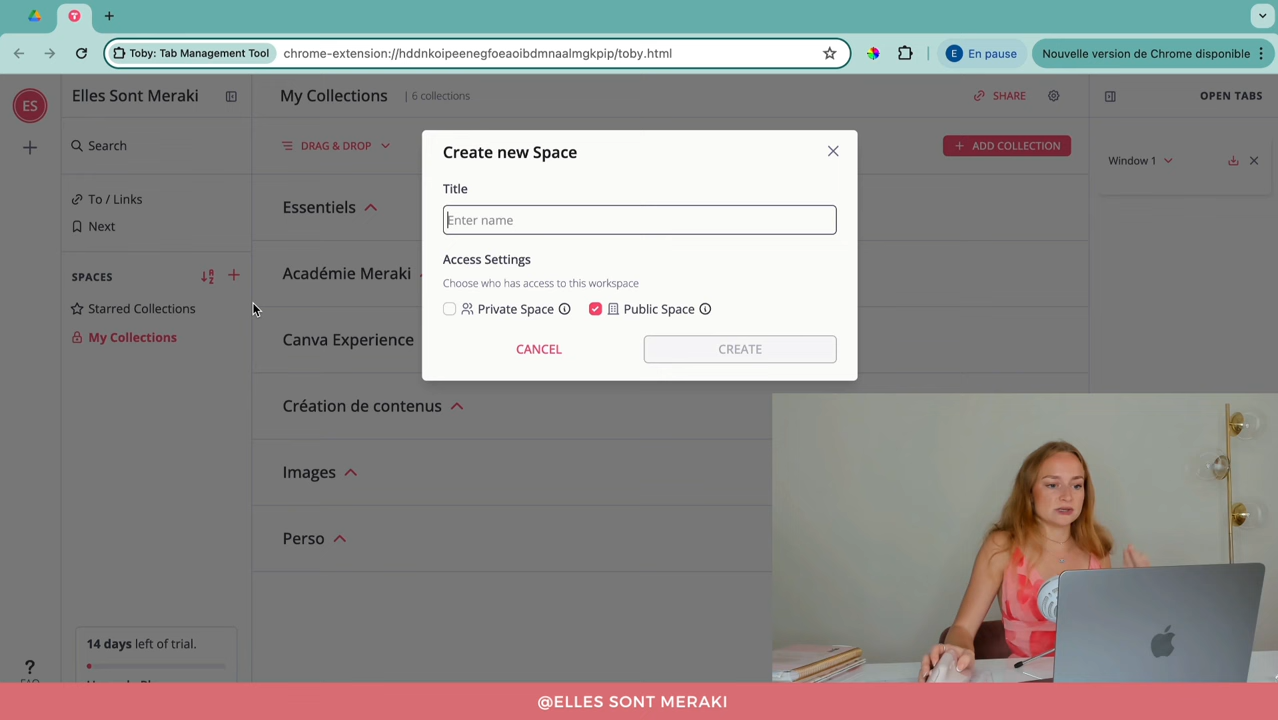 Toby: Tab Management Tool
chrome-extension://hddnkoipeenegfoeaoibdmnaalmgkpip/toby.html
E
En pause
Nouvelle version de Chrome disponible
ES
Elles Sont Meraki
My Collections
| 6 collections
SHARE
OPEN TABS
Search
DRAG & DROP
ADD COLLECTION
Window 1
To / Links
Next
SPACES
Starred Collections
My Collections
Essentiels
Académie Meraki
Canva Experience
Création de contenus
Images
Perso
Create new Space
Title
Enter name
Access Settings
Choose who has access to this workspace
Private Space
Public Space
CANCEL
CREATE
14 days left of trial.
?
@ELLES SONT MERAKI